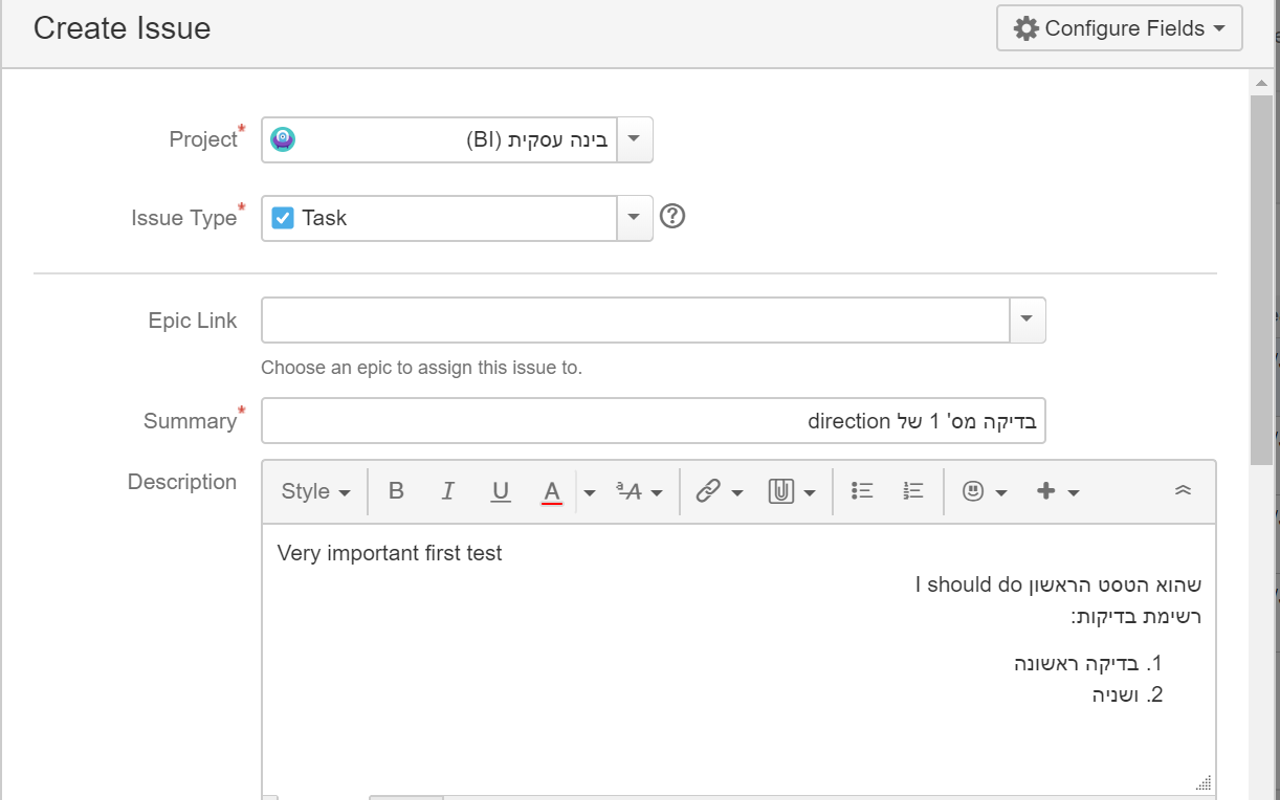 Create Issue
Configure Fields
Project*
בינה עסקית (BI)
Issue Type*
Task
Epic Link
Choose an epic to assign this issue to.
Summary*
בדיקה מס' 1 של direction
Description
Style
Very important first test
שהוא הטסט הראשון I should do
רשימת בדיקות:
1. בדיקה ראשונה
2. ושניה